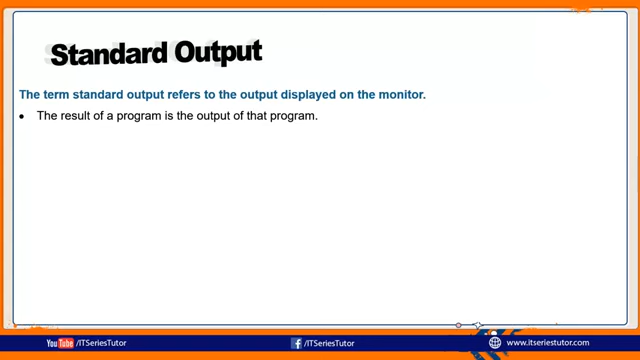 Standard Output
The term standard output refers to the output displayed on the monitor.
• The result of a program is the output of that program.
YouTube /ITSeriesTutor
f /ITSeriesTutor
www.itseriestutor.com